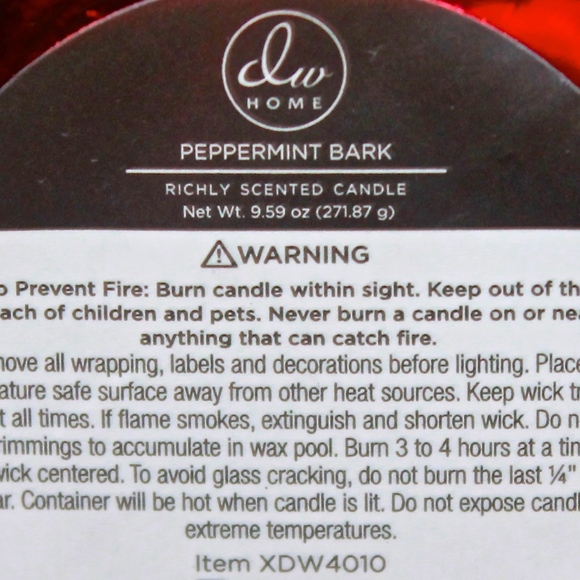 dw
HOME
PEPPERMINT BARK
RICHLY SCENTED CANDLE
Net Wt. 9.59 oz (271.87 g)
⚠WARNING
o Prevent Fire: Burn candle within sight. Keep out of th
ach of children and pets. Never burn a candle on or nea
anything that can catch fire.
nove all wrapping, labels and decorations before lighting. Place
ature safe surface away from other heat sources. Keep wick tr
t all times. If flame smokes, extinguish and shorten wick. Do n
rimmings to accumulate in wax pool. Burn 3 to 4 hours at a tim
wick centered. To avoid glass cracking, do not burn the last ¼"
ar. Container will be hot when candle is lit. Do not expose candl
extreme temperatures.
Item XDW4010